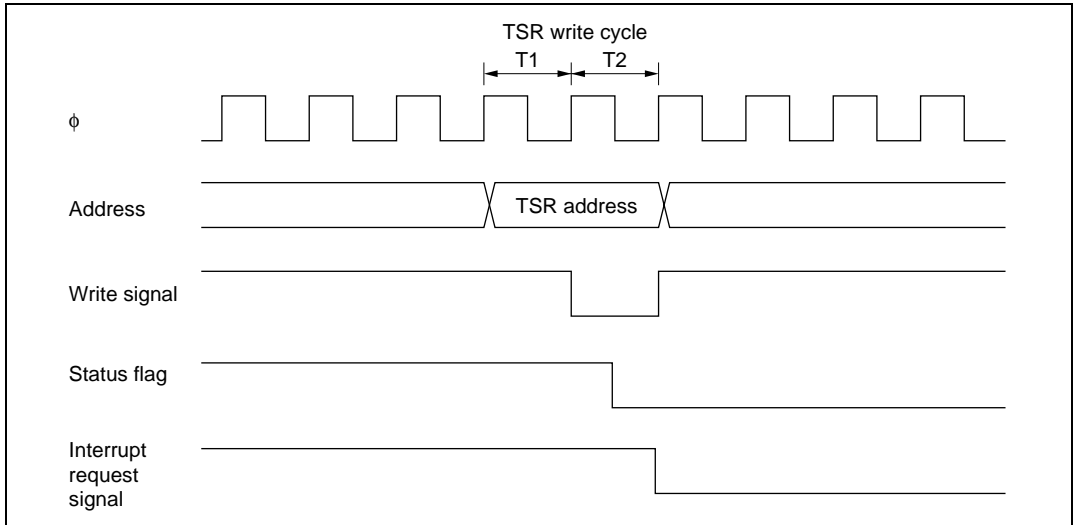 TSR write cycle
T1 T2
ϕ
Address
TSR address
Write signal
Status flag
Interrupt
request
signal